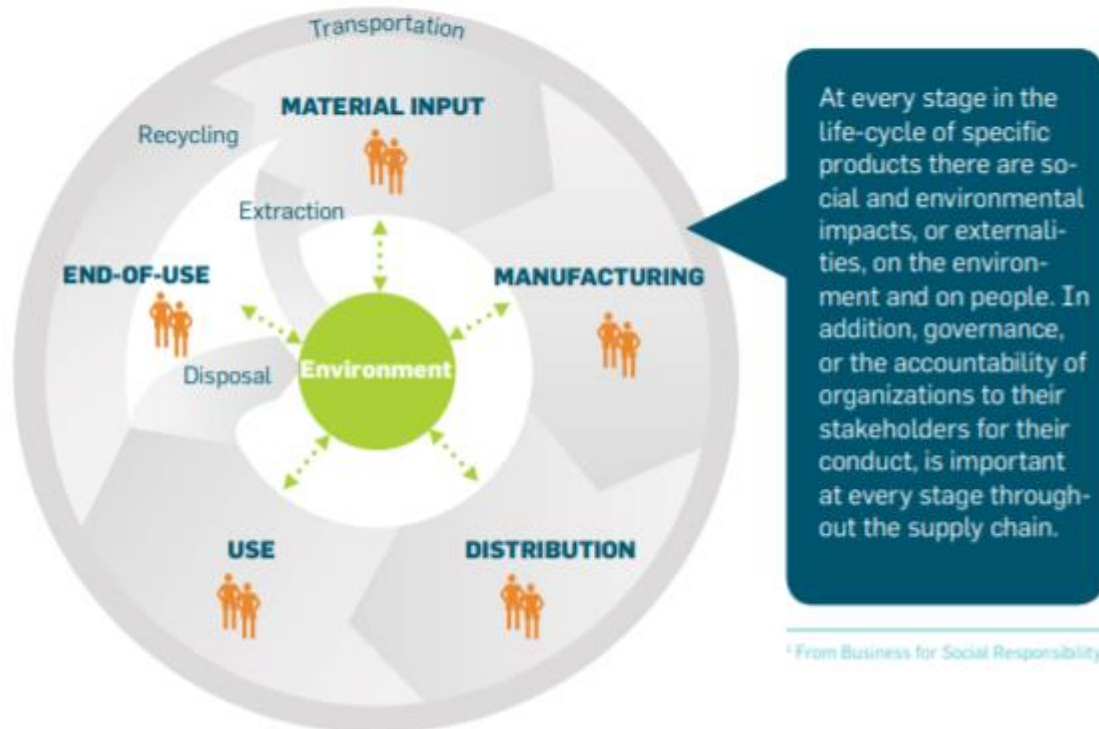 Transportation
MATERIAL INPUT
Recycling
Extraction
END-OF-USE
MANUFACTURING
Environment
Disposal
USE
DISTRIBUTION
At every stage in the
life-cycle of specific
products there are so-
cial and environmental
impacts, or externali-
ties, on the environ-
ment and on people. In
addition, governance,
or the accountability of
organizations to their
stakeholders for their
conduct, is important
at every stage through-
out the supply chain.
¹ From Business for Social Responsibility